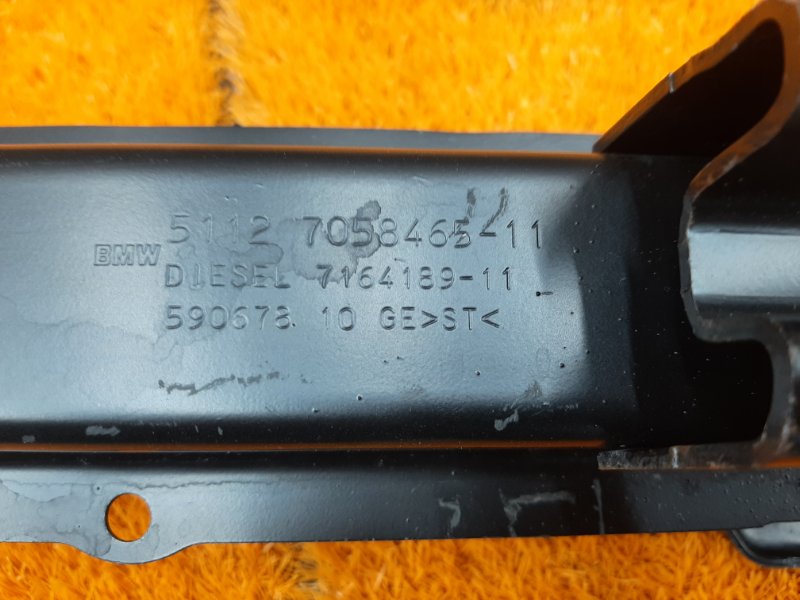 5112 7058465-11
BMW
DIESEL 7164189-11
590678 10 GE>ST<